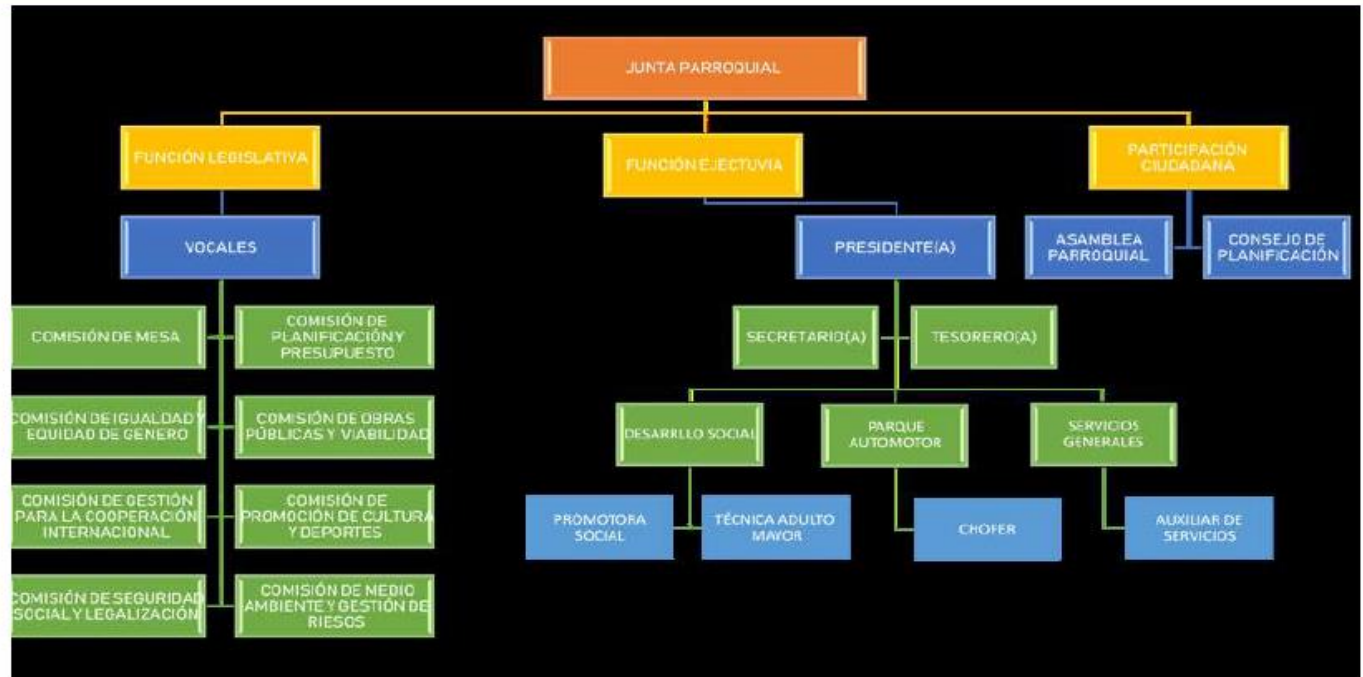 JUNTA PARROQUIAL
FUNCIÓN LEGISLATIVA
FUNCIÓN EJECTUVIA
PARTICIPACIÓN
CIUDADANA
VOCALES
PRESIDENTE(A)
ASAMBLEA
PARROQUIAL
CONSEJO DE
PLANIFICACIÓN
COMISIÓN DE MESA
COMISIÓN DE
PLANIFICACIÓN Y
PRESUPUESTO
SECRETARIO(A)
TESORERO(A)
COMISIÓN DE IGUALDAD Y
EQUIDAD DE GENERO
COMISIÓN DE OBRAS
PÚBLICAS Y VIABILIDAD
DESARRLLO SOCIAL
PARQUE
AUTOMOTOR
SERVICIOS
GENERALES
COMISIÓN DE GESTIÓN
PARA LA COOPERACIÓN
INTERNACIONAL
COMISIÓN DE
PROMOCIÓN DE CULTURA
Y DEPORTES
PROMOTORA
SOCIAL
TÉCNICA ADULTO
MAYOR
CHOFER
AUXILIAR DE
SERVICIOS
COMISIÓN DE SEGURIDAD
SOCIAL Y LEGALIZACIÓN
COMISIÓN DE MEDIO
AMBIENTE Y GESTIÓN DE
RIESOS